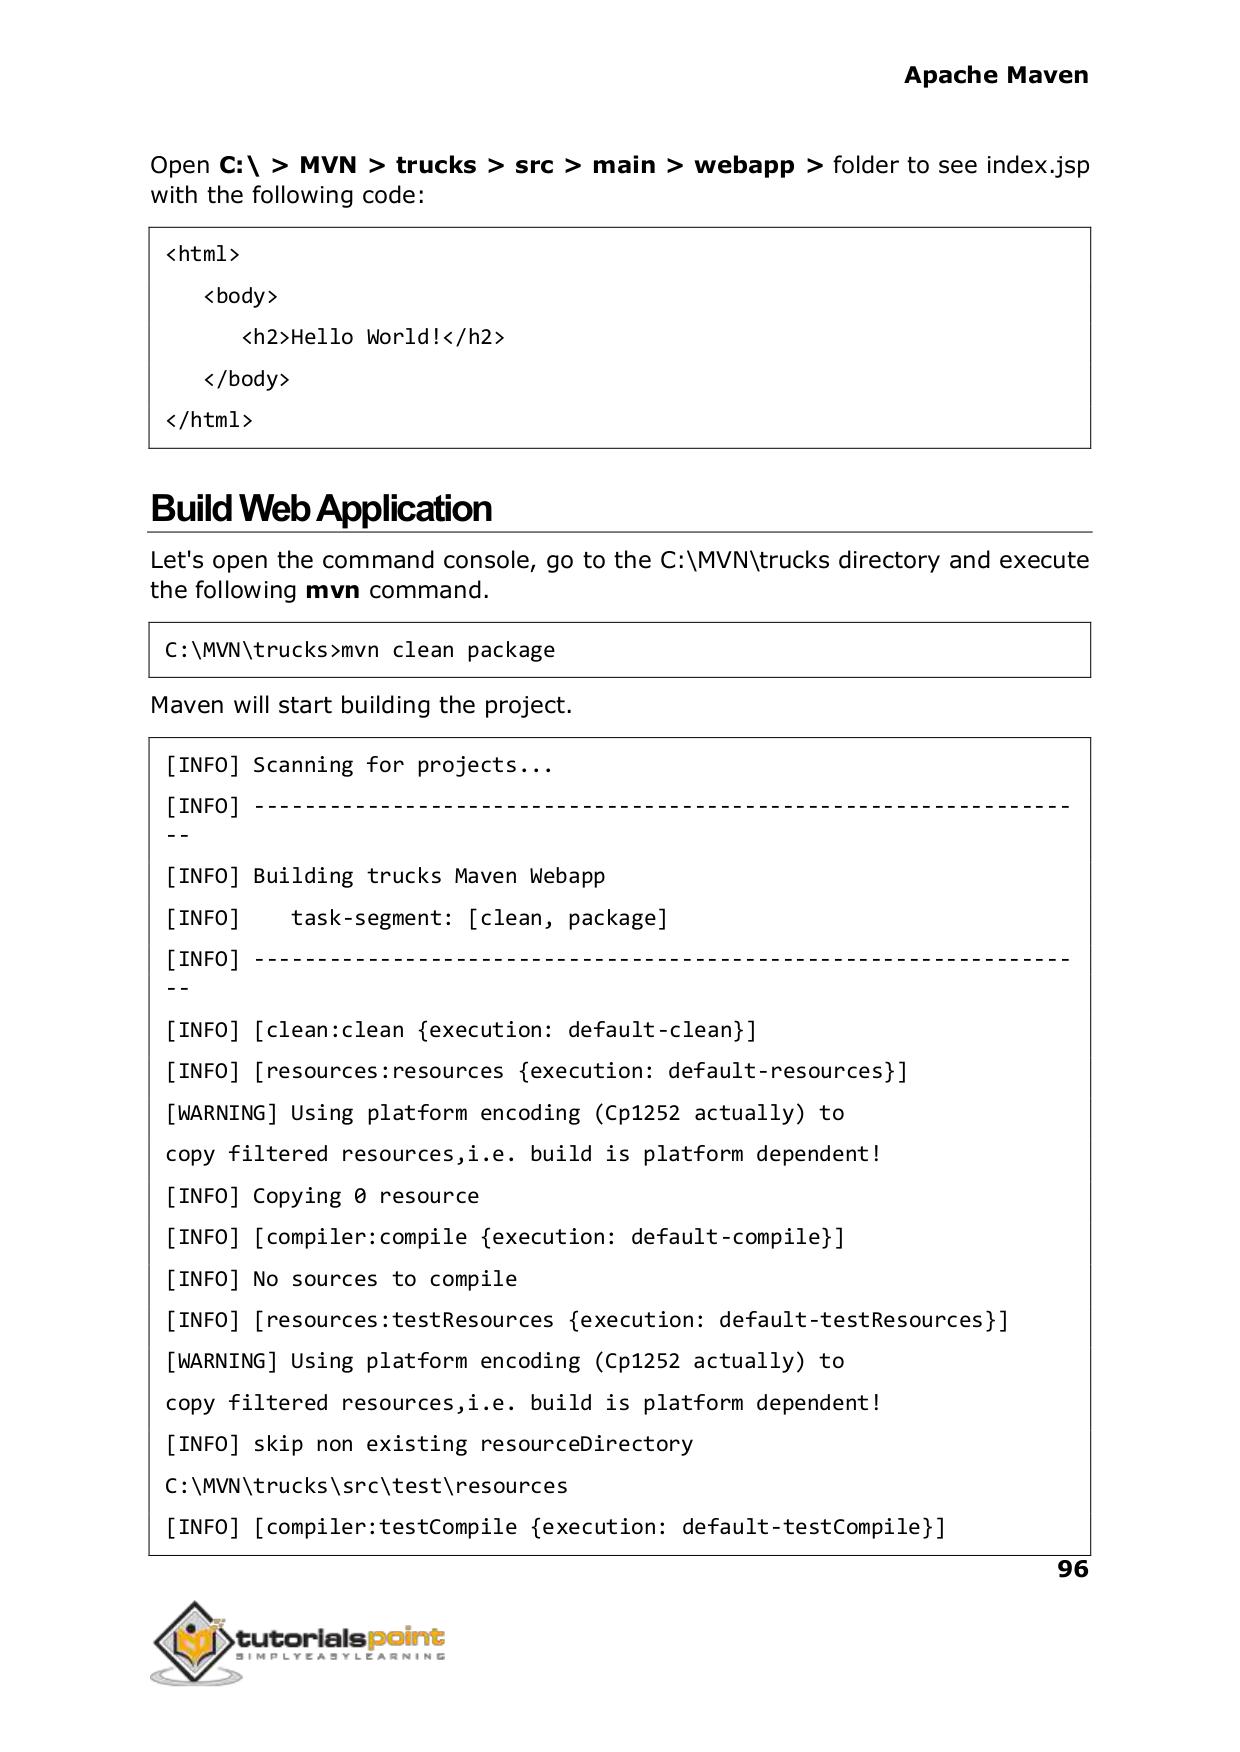 Apache Maven
Open C:\ > MVN > trucks > src > main > webapp > folder to see index.jsp
with the following code:
<html>
   <body>
      <h2>Hello World!</h2>
   </body>
</html>
Build Web Application
Let's open the command console, go to the C:\MVN\trucks directory and execute
the following mvn command.
C:\MVN\trucks>mvn clean package
Maven will start building the project.
[INFO] Scanning for projects...
[INFO] -----------------------------------------------------------------
--
[INFO] Building trucks Maven Webapp
[INFO]    task-segment: [clean, package]
[INFO] -----------------------------------------------------------------
--
[INFO] [clean:clean {execution: default-clean}]
[INFO] [resources:resources {execution: default-resources}]
[WARNING] Using platform encoding (Cp1252 actually) to
copy filtered resources,i.e. build is platform dependent!
[INFO] Copying 0 resource
[INFO] [compiler:compile {execution: default-compile}]
[INFO] No sources to compile
[INFO] [resources:testResources {execution: default-testResources}]
[WARNING] Using platform encoding (Cp1252 actually) to
copy filtered resources,i.e. build is platform dependent!
[INFO] skip non existing resourceDirectory
C:\MVN\trucks\src\test\resources
[INFO] [compiler:testCompile {execution: default-testCompile}]
96
tutorialspoint
SIMPLYEASYLEARNING